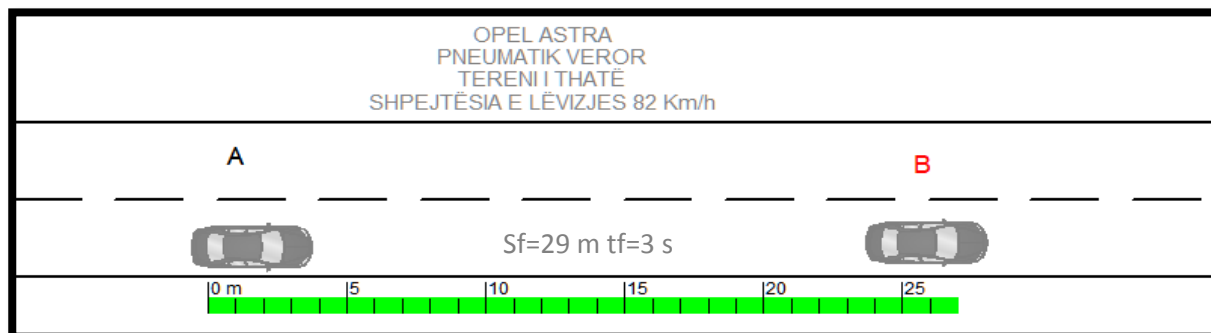 OPEL ASTRA
PNEUMATIK VEROR
TERENI I THATË
SHPEJTËSIA E LËVIZJES 82 Km/h
A
B
Sf=29 m tf=3 s
0 m 5 10 15 20 25